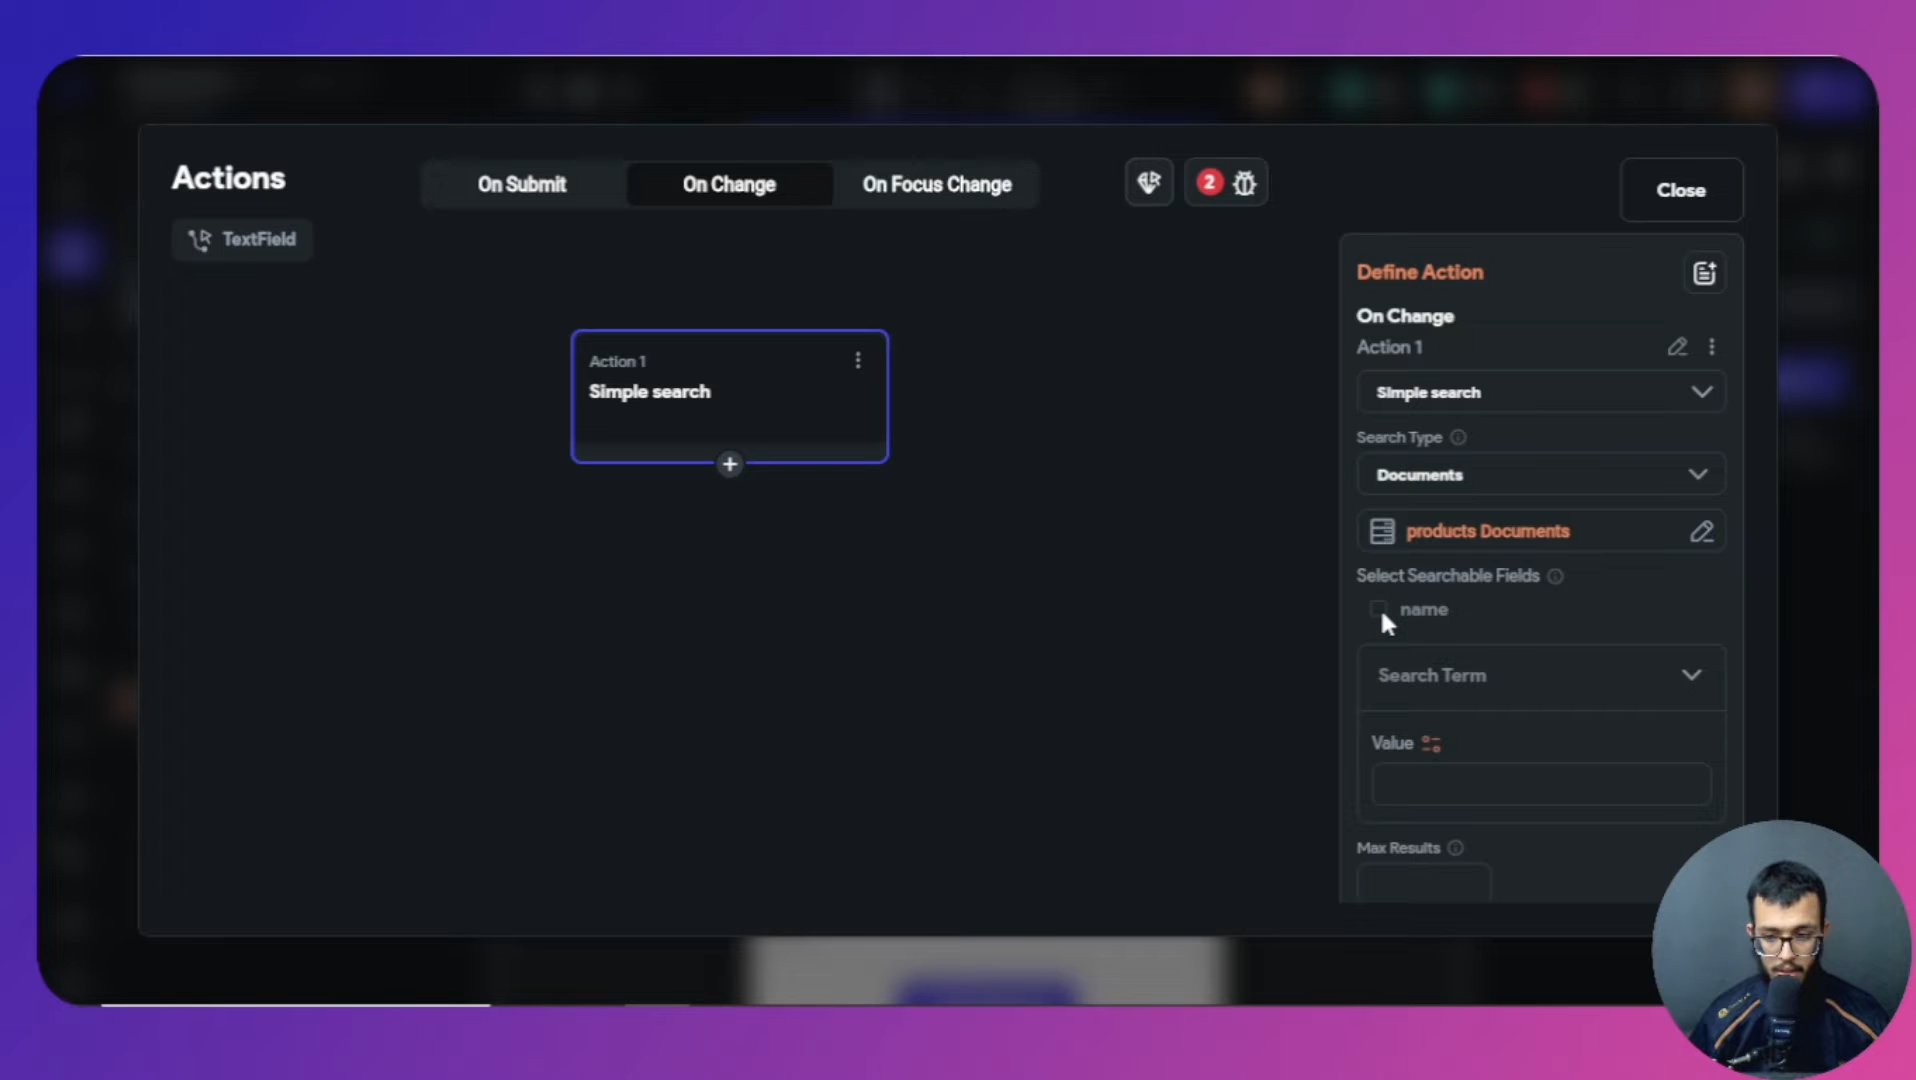 Actions
On Submit
On Change
On Focus Change
2
Close
TextField
Define Action
On Change
Action 1
Simple search
Search Type
Documents
products Documents
Select Searchable Fields
name
Search Term
Value
Max Results
Action 1
Simple search